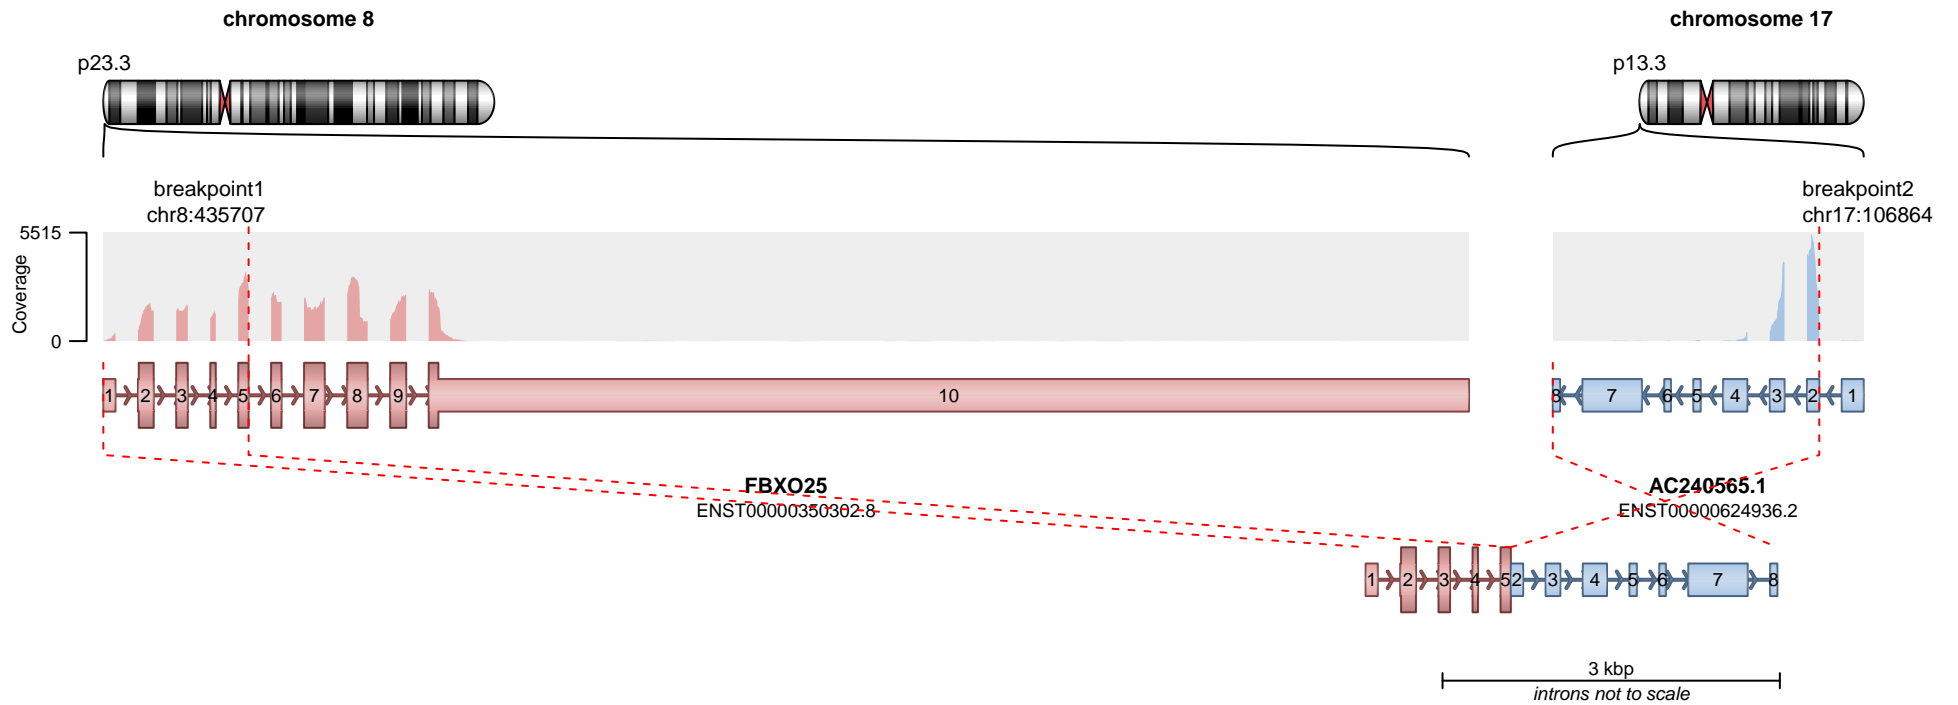 chromosome 8
chromosome 17
p23.3
p13.3
breakpoint1
chr8:435707
breakpoint2
chr17:106864
5515
0
Coverage
1 2 3 4 5 6 7 8 9 10
8 7 6 5 4 3 2 1
FBXO25
ENST00000350302.8
AC240565.1
ENST00000624936.2
1 2 3 4 5 2 3 4 5 6 7 8
3 kbp
introns not to scale